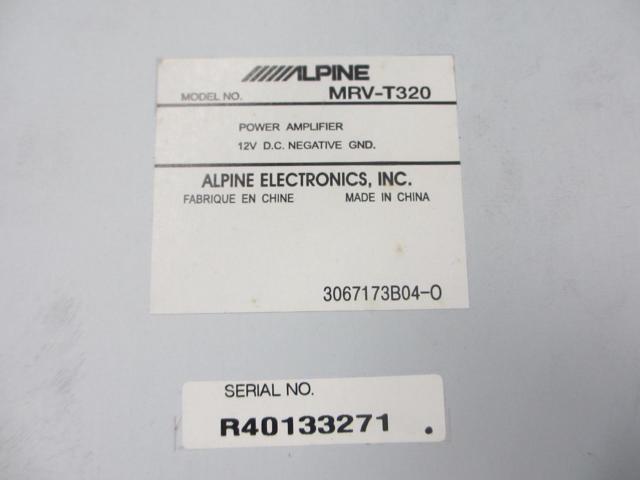 ALPINE
MODEL NO. MRV-T320
POWER AMPLIFIER
12V D.C. NEGATIVE GND.
ALPINE ELECTRONICS, INC.
FABRIQUE EN CHINE MADE IN CHINA
3067173B04-O
SERIAL NO.
R40133271 .